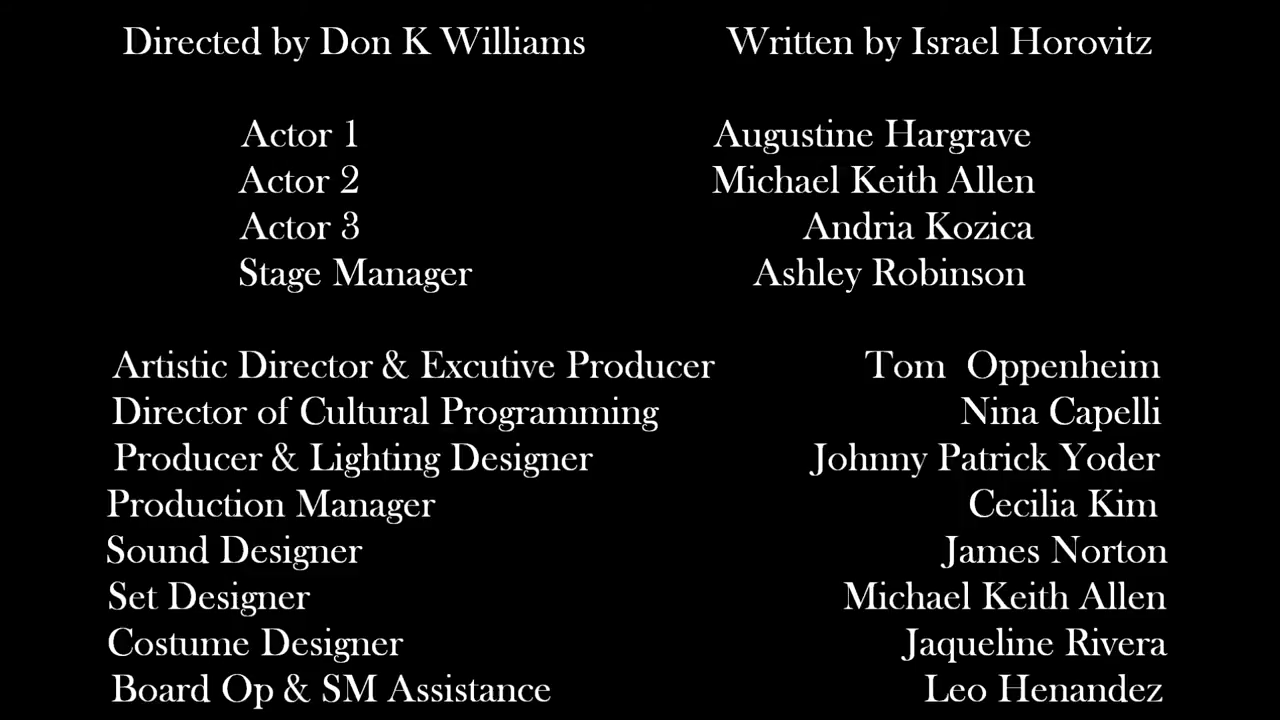 Directed by Don K Williams Written by Israel Horovitz
Actor 1 Augustine Hargrave
Actor 2 Michael Keith Allen
Actor 3 Andria Kozica
Stage Manager Ashley Robinson
Artistic Director & Excutive Producer Tom Oppenheim
Director of Cultural Programming Nina Capelli
Producer & Lighting Designer Johnny Patrick Yoder
Production Manager Cecilia Kim
Sound Designer James Norton
Set Designer Michael Keith Allen
Costume Designer Jaqueline Rivera
Board Op & SM Assistance Leo Henandez